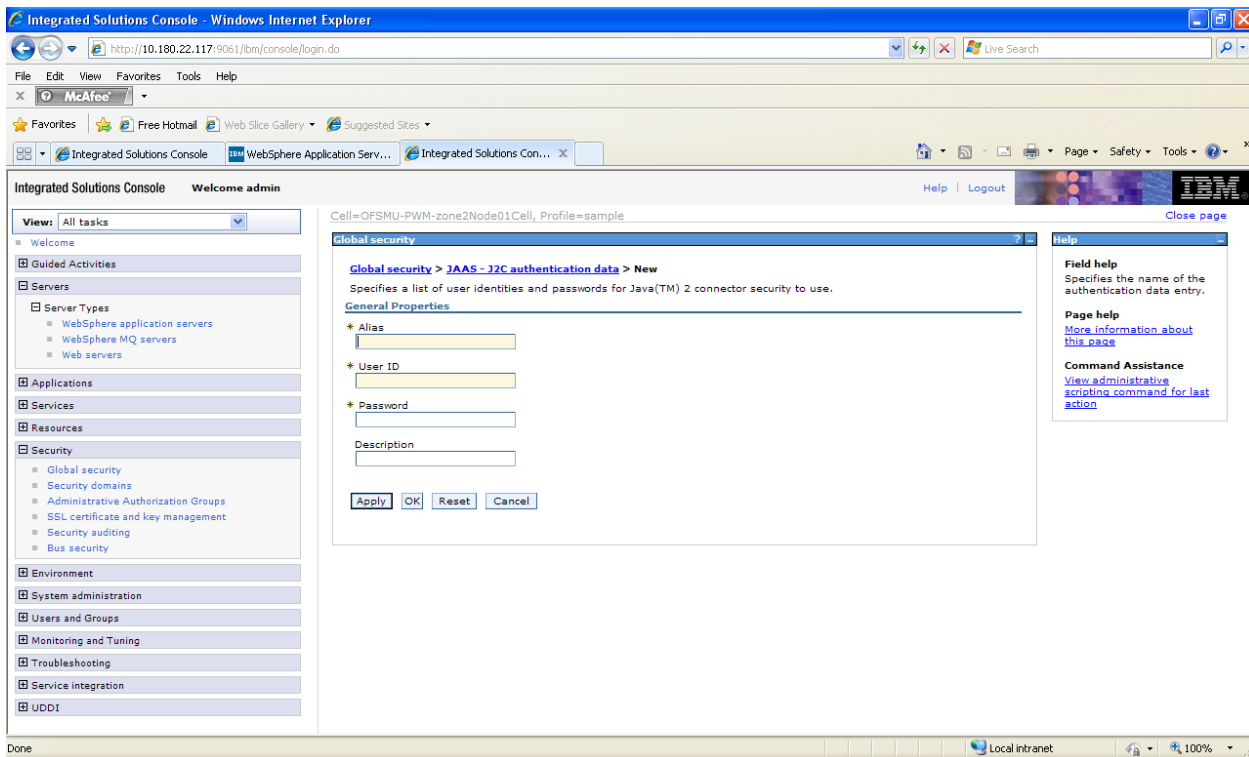 Integrated Solutions Console - Windows Internet Explorer
http://10.180.22.117:9061/ibm/console/login.do
Live Search
File Edit View Favorites Tools Help
x McAfee
Favorites Free Hotmail Web Slice Gallery Suggested Sites
Integrated Solutions Console WebSphere Application Serv... Integrated Solutions Con... X
Page Safety Tools »
Integrated Solutions Console Welcome admin Help | Logout IBM
View: All tasks
Cell=OFSMU-PWM-zone2Node01Cell, Profile=sample Close page
Welcome
Guided Activities
Servers
Server Types
WebSphere application servers
WebSphere MQ servers
Web servers
Applications
Services
Resources
Security
Global security
Security domains
Administrative Authorization Groups
SSL certificate and key management
Security auditing
Bus security
Environment
System administration
Users and Groups
Monitoring and Tuning
Troubleshooting
Service integration
UDDI
Global security ? _
Global security > JAAS - J2C authentication data > New
Specifies a list of user identities and passwords for Java(TM) 2 connector security to use.
General Properties
* Alias
* User ID
* Password
Description
Apply OK Reset Cancel
Help _
Field help
Specifies the name of the
authentication data entry.
Page help
More information about
this page
Command Assistance
View administrative
scripting command for last
action
Done Local intranet 100%